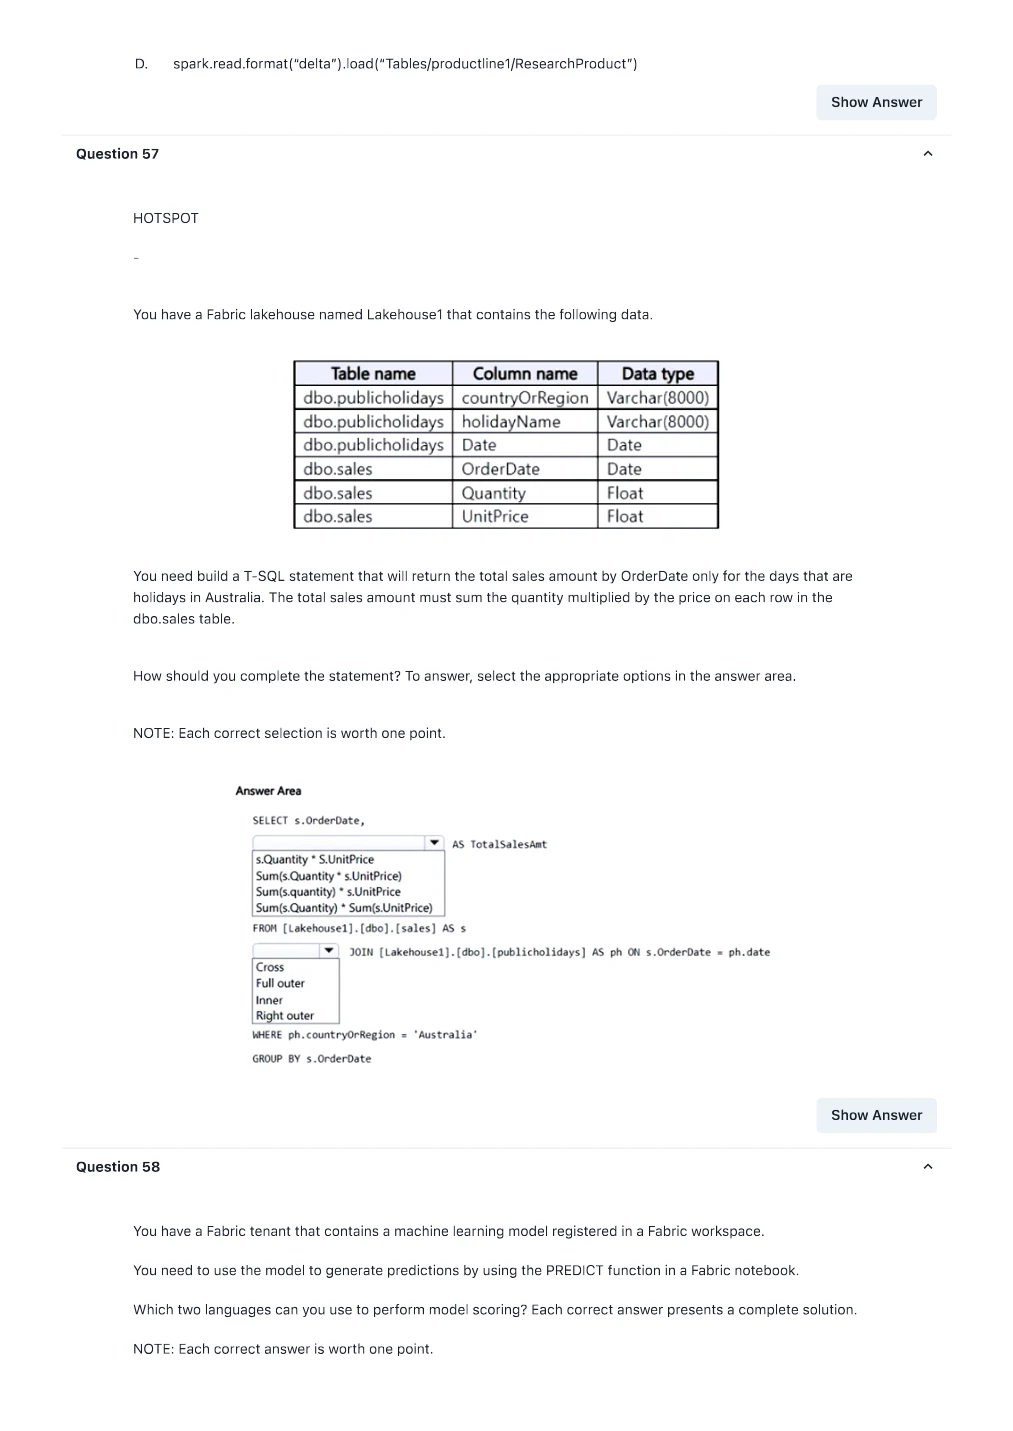 D. spark.read.format("delta").load("Tables/productline1/ResearchProduct")
Show Answer
Question 57
HOTSPOT
-
You have a Fabric lakehouse named Lakehouse1 that contains the following data.
Table name Column name Data type
dbo.publicholidays countryOrRegion Varchar(8000)
dbo.publicholidays holidayName Varchar(8000)
dbo.publicholidays Date Date
dbo.sales OrderDate Date
dbo.sales Quantity Float
dbo.sales UnitPrice Float
You need build a T-SQL statement that will return the total sales amount by OrderDate only for the days that are
holidays in Australia. The total sales amount must sum the quantity multiplied by the price on each row in the
dbo.sales table.
How should you complete the statement? To answer, select the appropriate options in the answer area.
NOTE: Each correct selection is worth one point.
Answer Area
SELECT s.OrderDate,
AS TotalSalesAmt
s.Quantity * S.UnitPrice
Sum(s.Quantity * s.UnitPrice)
Sum(s.quantity) * s.UnitPrice
Sum(s.Quantity) * Sum(s.UnitPrice)
FROM [Lakehouse1].[dbo].[sales] AS s
JOIN [Lakehouse1].[dbo].[publicholidays] AS ph ON s.OrderDate = ph.date
Cross
Full outer
Inner
Right outer
WHERE ph.countryOrRegion = 'Australia'
GROUP BY s.OrderDate
Show Answer
Question 58
You have a Fabric tenant that contains a machine learning model registered in a Fabric workspace.
You need to use the model to generate predictions by using the PREDICT function in a Fabric notebook.
Which two languages can you use to perform model scoring? Each correct answer presents a complete solution.
NOTE: Each correct answer is worth one point.